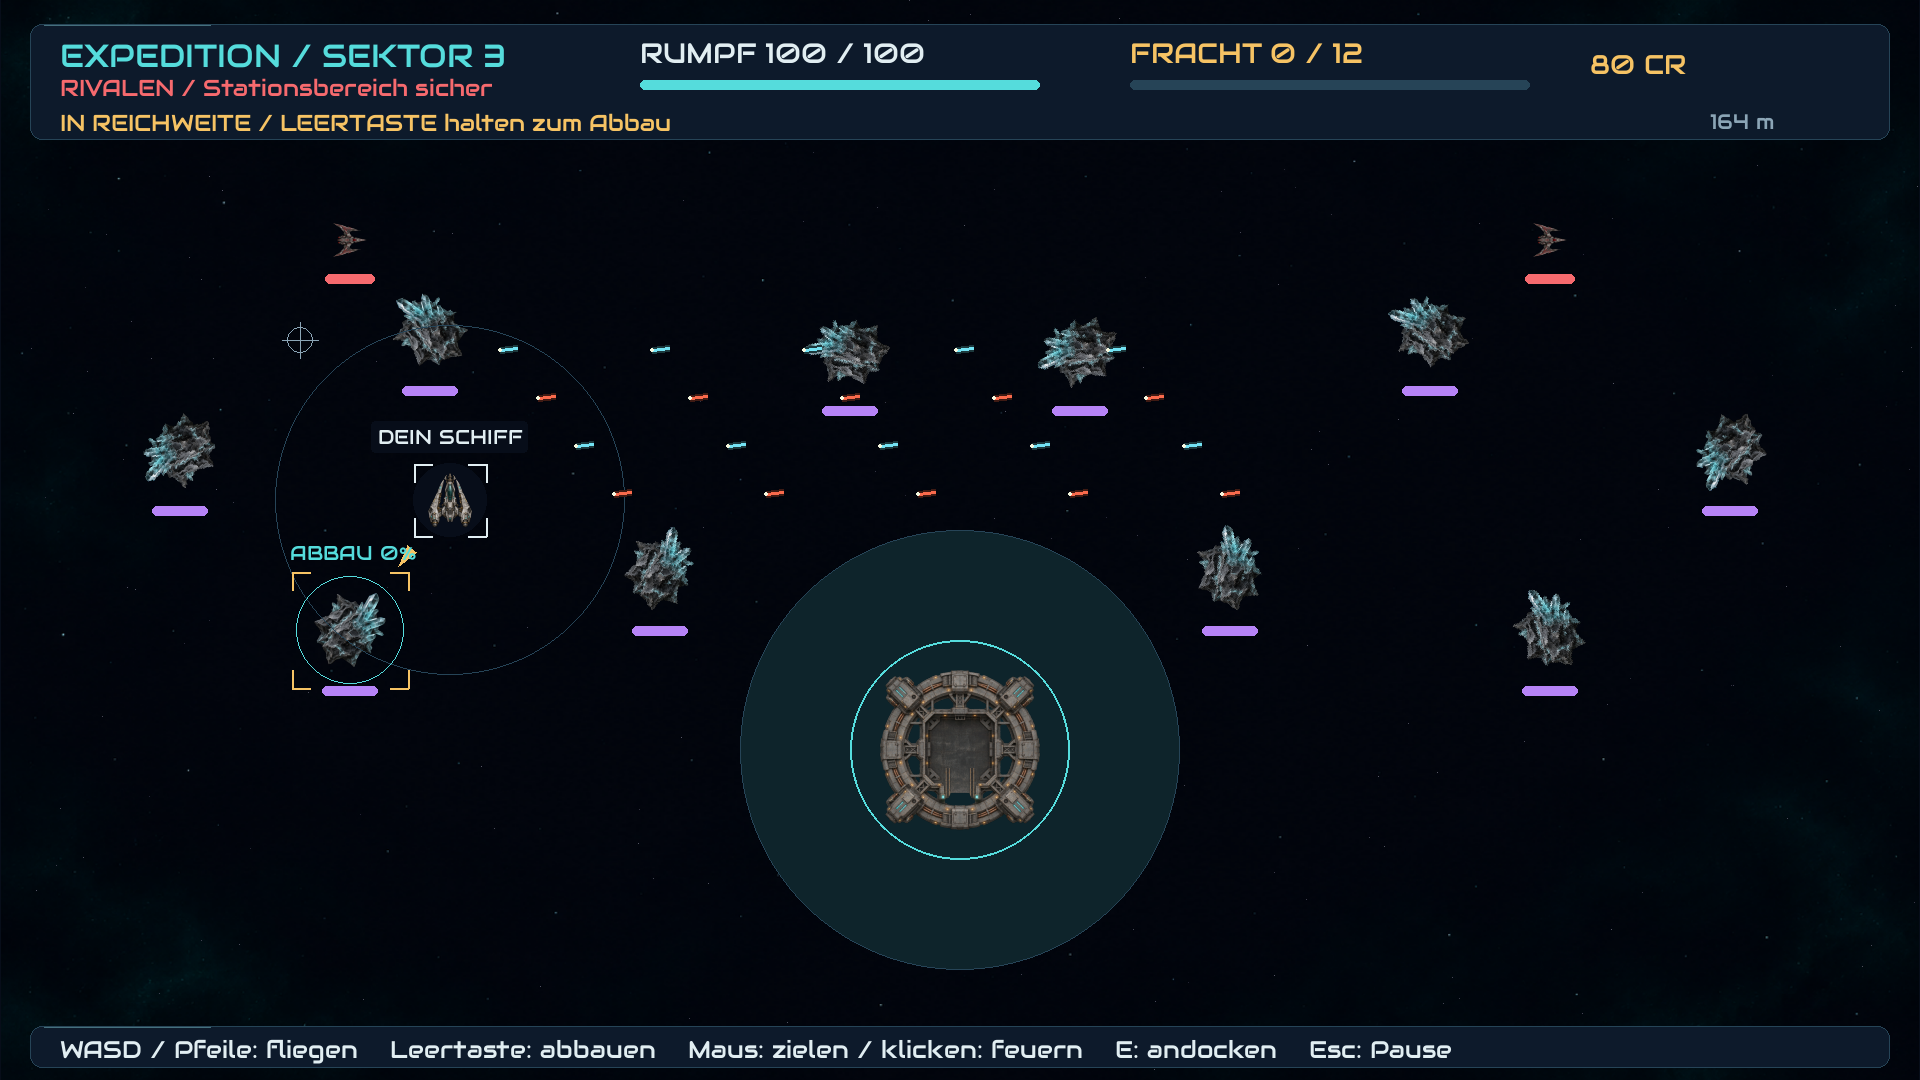 EXPEDITION / SEKTOR 3
RIVALEN / Stationsbereich sicher
IN REICHWEITE / LEERTASTE halten zum Abbau
RUMPF 100 / 100
FRACHT 0 / 12
80 CR
164 m
DEIN SCHIFF
ABBAU 0%
WASD / Pfeile: fliegen Leertaste: abbauen Maus: zielen / klicken: feuern E: andocken Esc: Pause